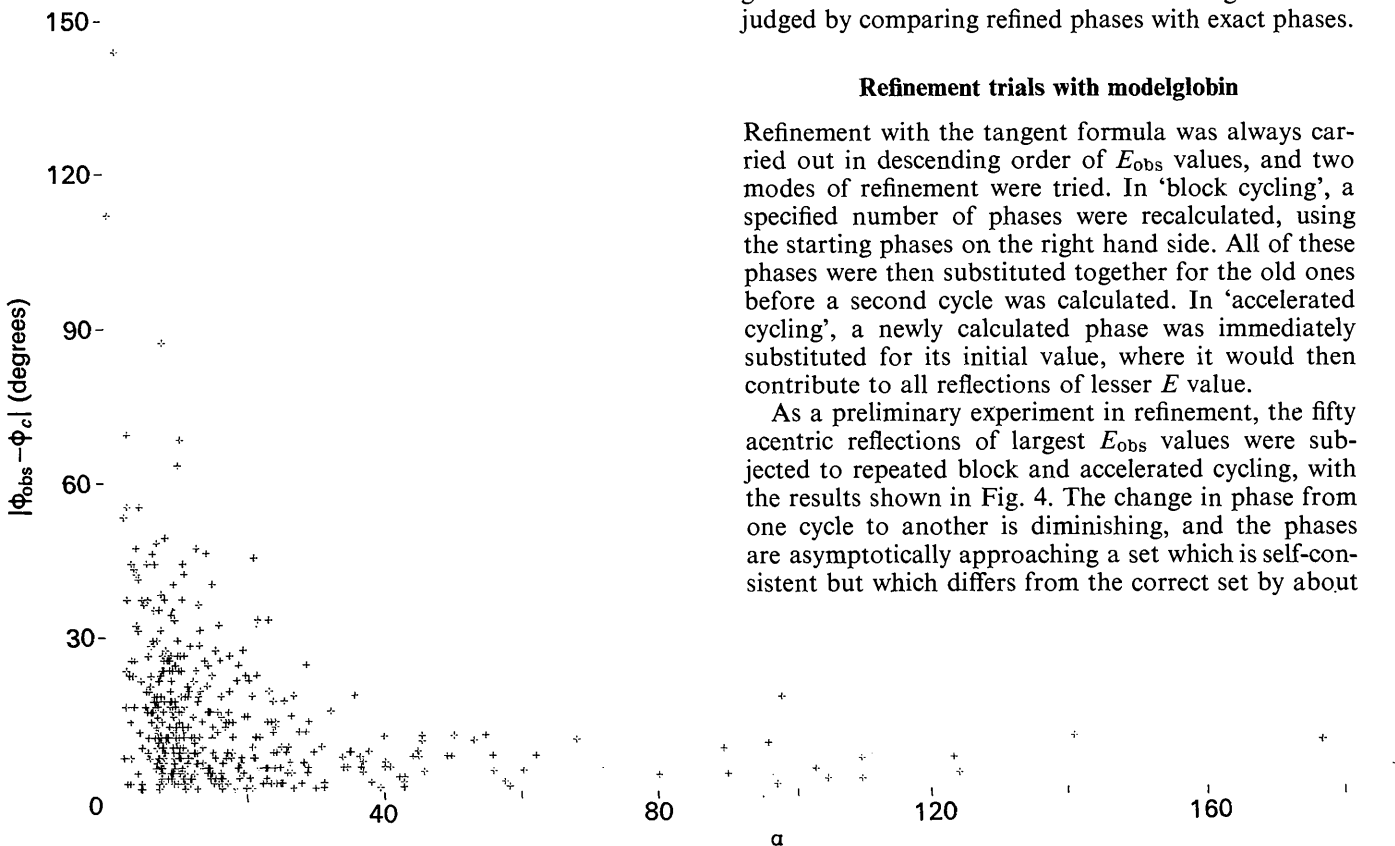 judged by comparing refined phases with exact phases.
Refinement trials with modelglobin
Refinement with the tangent formula was always car-
ried out in descending order of Eobs values, and two
modes of refinement were tried. In ‘block cycling’, a
specified number of phases were recalculated, using
the starting phases on the right hand side. All of these
phases were then substituted together for the old ones
before a second cycle was calculated. In ‘accelerated
cycling’, a newly calculated phase was immediately
substituted for its initial value, where it would then
contribute to all reflections of lesser E value.
As a preliminary experiment in refinement, the fifty
acentric reflections of largest Eobs values were sub-
jected to repeated block and accelerated cycling, with
the results shown in Fig. 4. The change in phase from
one cycle to another is diminishing, and the phases
are asymptotically approaching a set which is self-con-
sistent but which differs from the correct set by about
|ϕobs−ϕc| (degrees)
150
120
90
60
30
0
40
80
120
160
α